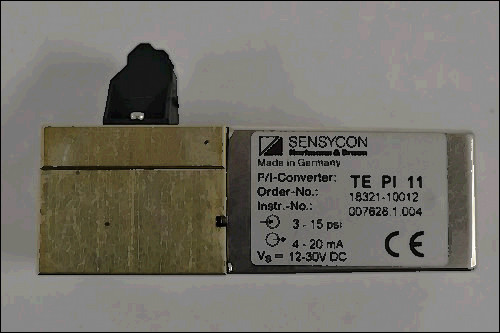 SENSYCON
Hartmann & Braun
Made in Germany
P/I-Converter: TE PI 11
Order-No.: 18321-10012
Instr.-No.: 007628 1.004
3 - 15 psi
4 - 20 mA
Vs = 12-30V DC
CE